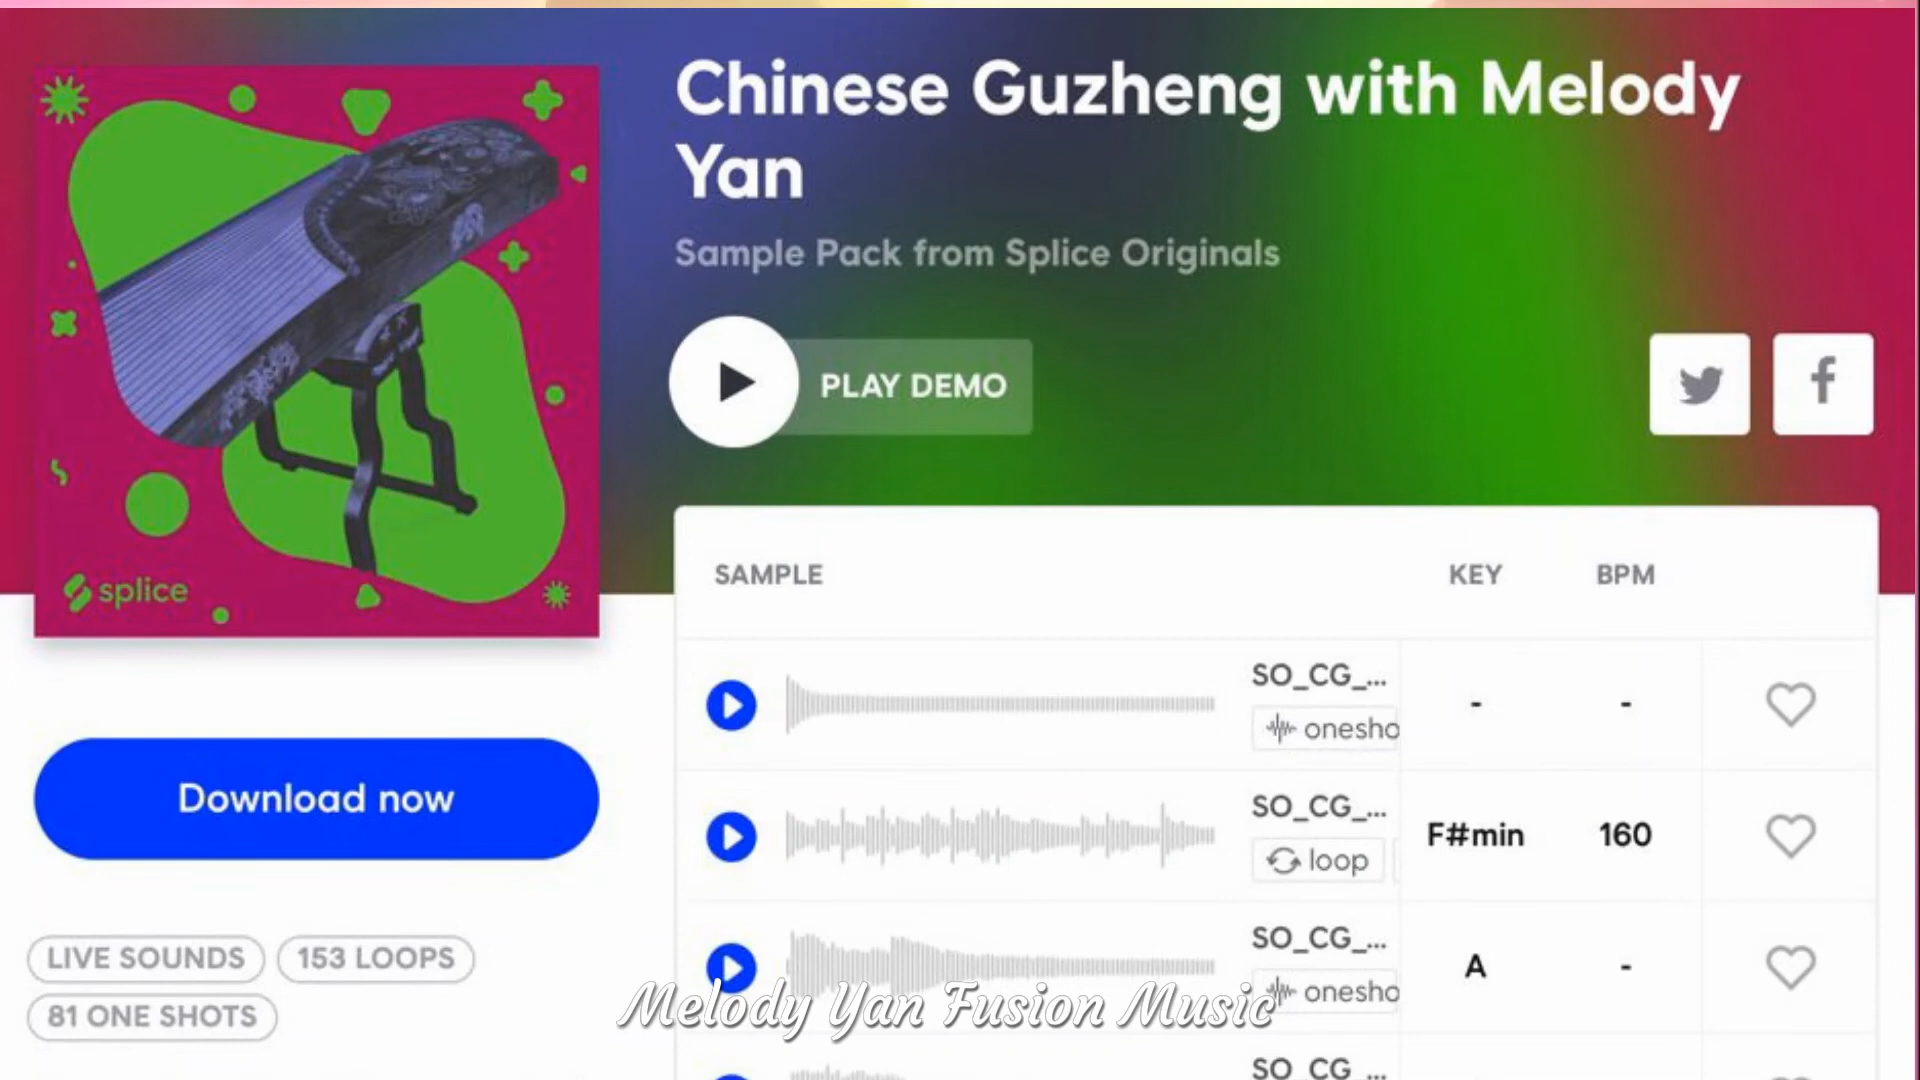 Chinese Guzheng with Melody
Yan
Sample Pack from Splice Originals
PLAY DEMO
splice
Download now
LIVE SOUNDS
153 LOOPS
81 ONE SHOTS
SAMPLE
KEY
BPM
SO_CG_...
onesho
-
-
SO_CG_...
loop
F#min
160
SO_CG_...
onesho
A
-
SO_CG_...
Melody Yan Fusion Music